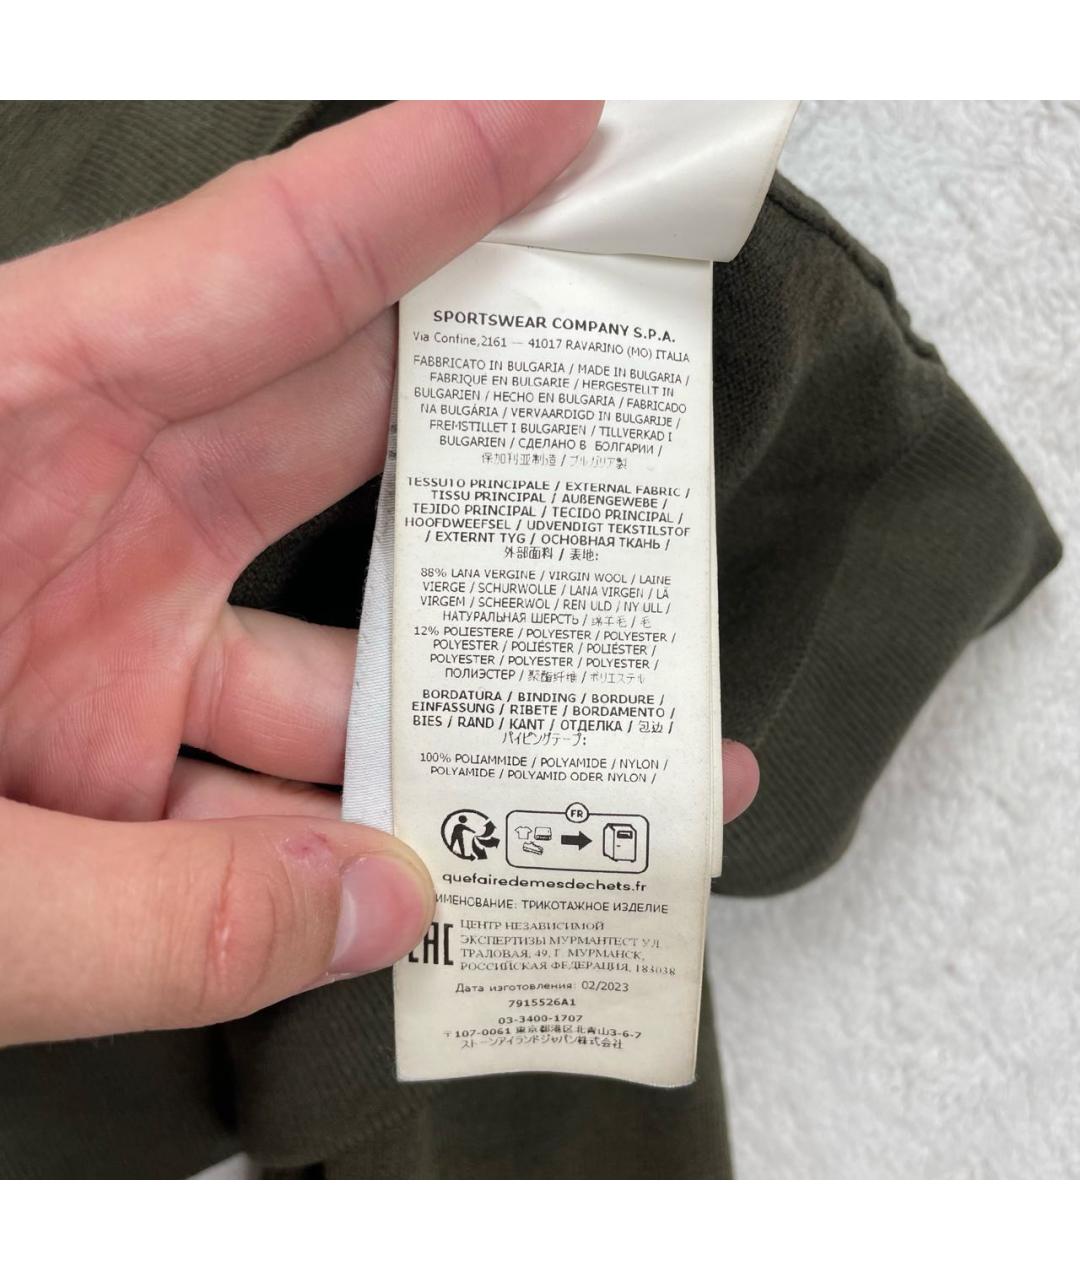 SPORTSWEAR COMPANY S.P.A.
Via Confine,2161 — 41017 RAVARINO (MO) ITALIA
FABBRICATO IN BULGARIA / MADE IN BULGARIA /
FABRIQUÉ EN BULGARIE / HERGESTELLT IN
BULGARIEN / HECHO EN BULGARIA / FABRICADO
NA BULGÁRIA / VERVAARDIGD IN BULGARIJE /
FREMSTILLET I BULGARIEN / TILLVERKAD I
BULGARIEN / СДЕЛАНО В БОЛГАРИИ /
保加利亚制造 / ブルガリア製
TESSUTO PRINCIPALE / EXTERNAL FABRIC /
TISSU PRINCIPAL / AUßENGEWEBE /
TEJIDO PRINCIPAL / TECIDO PRINCIPAL /
HOOFDWEEFSEL / UDVENDIGT TEKSTILSTOF
/ EXTERNT TYG / ОСНОВНАЯ ТКАНЬ /
外部面料 / 表地:
88% LANA VERGINE / VIRGIN WOOL / LAINE
VIERGE / SCHURWOLLE / LANA VIRGEN / LÃ
VIRGEM / SCHEERWOL / REN ULD / NY ULL /
НАТУРАЛЬНАЯ ШЕРСТЬ / 绵羊毛 / 毛
12% POLIESTERE / POLYESTER / POLYESTER /
POLYESTER / POLIÉSTER / POLIÉSTER /
POLYESTER / POLYESTER / POLYESTER /
ПОЛИЭСТЕР / 聚酯纤维 / ポリエステル
BORDATURA / BINDING / BORDURE /
EINFASSUNG / RIBETE / BORDAMENTO /
BIES / RAND / KANT / ОТДЕЛКА / 包边 /
パイピングテープ:
100% POLIAMMIDE / POLYAMIDE / NYLON /
POLYAMIDE / POLYAMID ODER NYLON /
FR
quefairedemesdechets.fr
ИМЕНОВАНИЕ: ТРИКОТАЖНОЕ ИЗДЕЛИЕ
EAC
ЦЕНТР НЕЗАВИСИМОЙ
ЭКСПЕРТИЗЫ МУРМАНТЕСТ УЛ.
ТРАЛОВАЯ, 49, Г. МУРМАНСК,
РОССИЙСКАЯ ФЕДЕРАЦИЯ, 183038
Дата изготовления: 02/2023
7915526A1
03-3400-1707
〒107-0061 東京都港区北青山3-6-7
ストーンアイランドジャパン株式会社